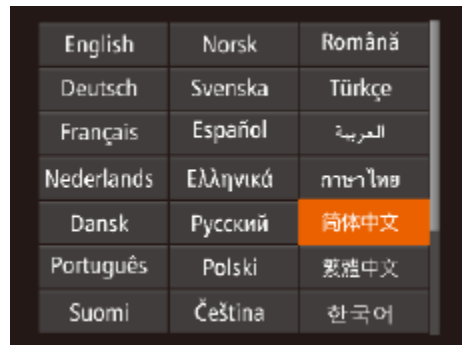 English Norsk Română
Deutsch Svenska Türkçe
Français Español العربية
Nederlands Ελληνικά ภาษาไทย
Dansk Русский 简体中文
Português Polski 繁體中文
Suomi Čeština 한국어